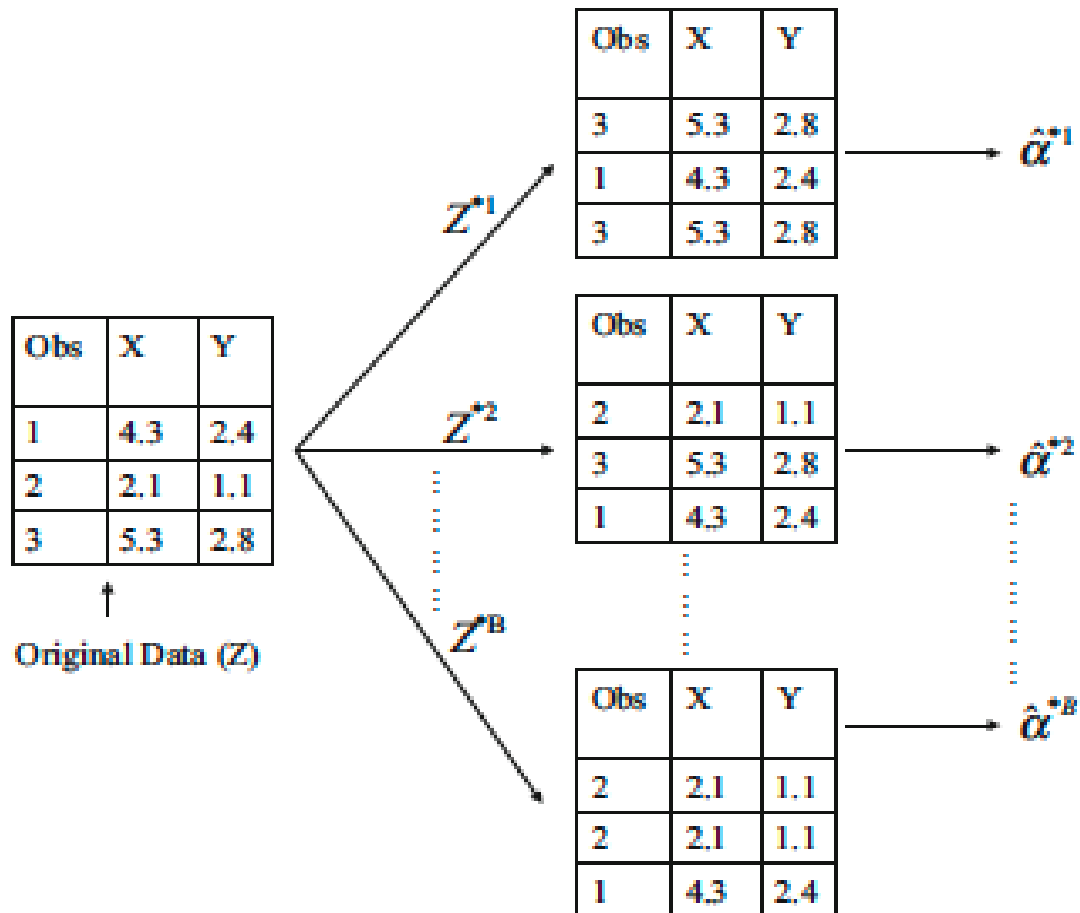 Obs X Y
3 5.3 2.8
1 4.3 2.4
3 5.3 2.8
α̂*1
Z*1
Obs X Y
1 4.3 2.4
2 2.1 1.1
3 5.3 2.8
Original Data (Z)
Z*2
Obs X Y
2 2.1 1.1
3 5.3 2.8
1 4.3 2.4
α̂*2
Z*B
Obs X Y
2 2.1 1.1
2 2.1 1.1
1 4.3 2.4
α̂*B